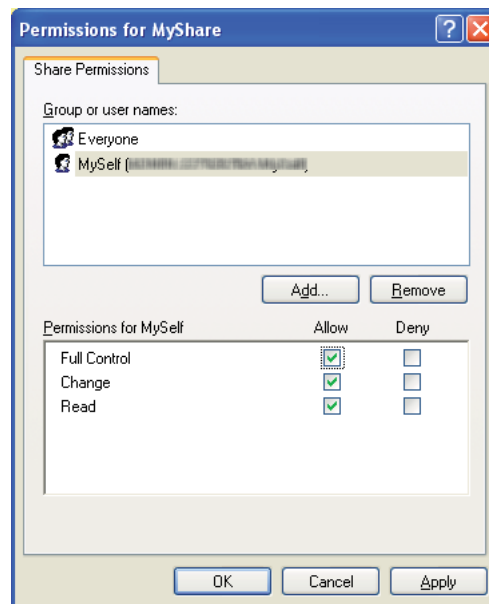 Permissions for MyShare
Share Permissions
Group or user names:
Everyone
MySelf (
Add... Remove
Permissions for MySelf Allow Deny
Full Control
Change
Read
OK Cancel Apply